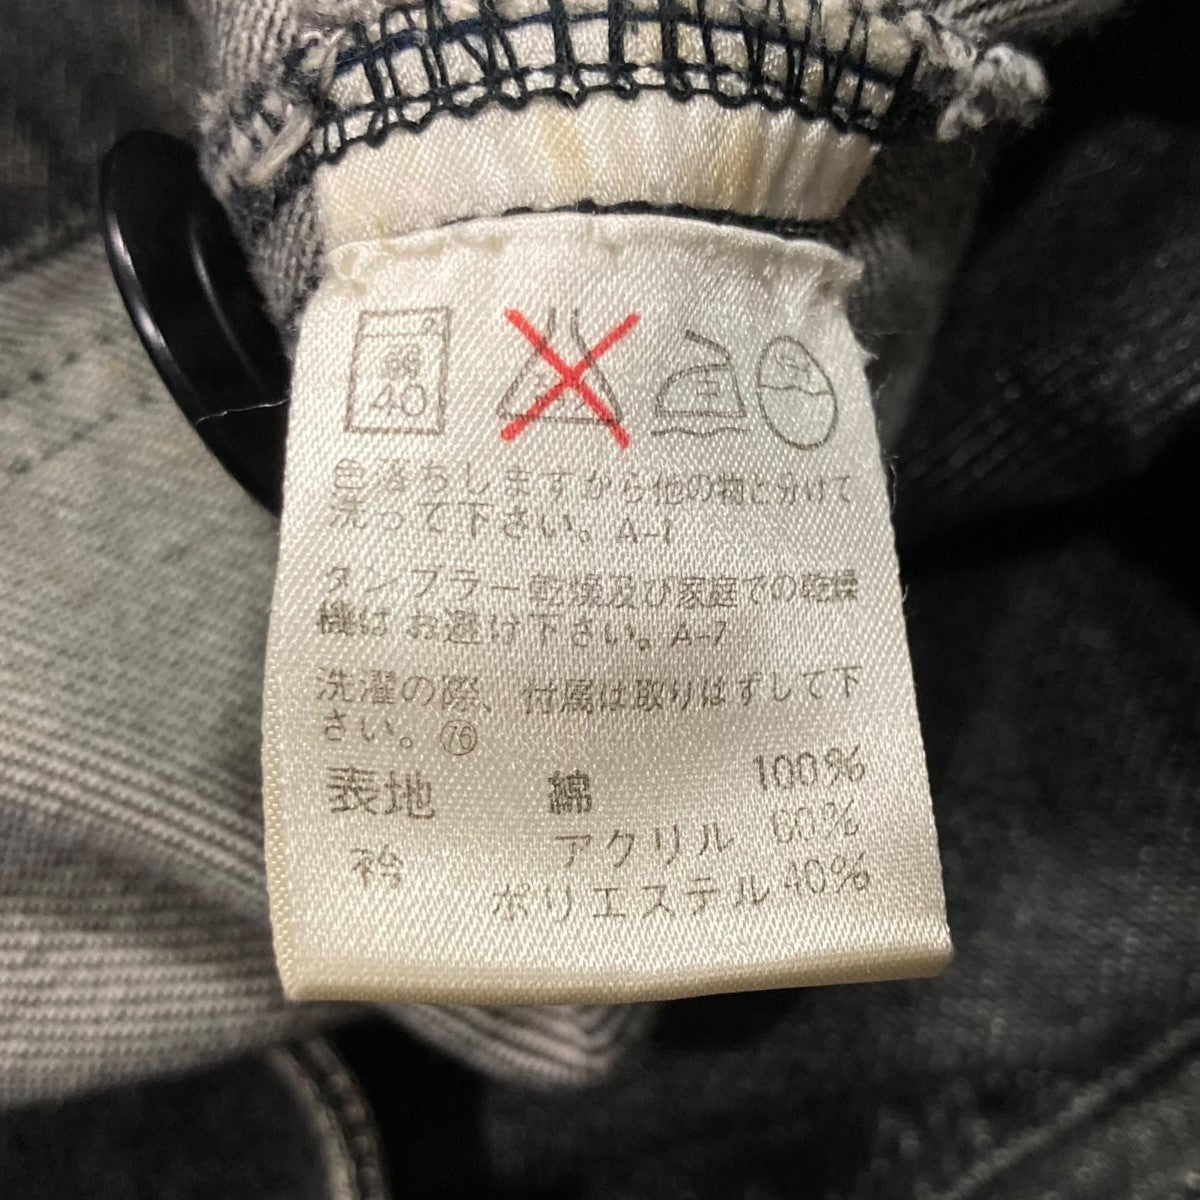 弱
40
色落ちしますから他の物と分けて
洗って下さい。A-1
タンブラー乾燥及び家庭での乾燥
機はお避け下さい。A-7
洗濯の際、付属は取りはずして下
さい。76
表地 綿 100%
衿 アクリル 60%
ポリエステル 40%